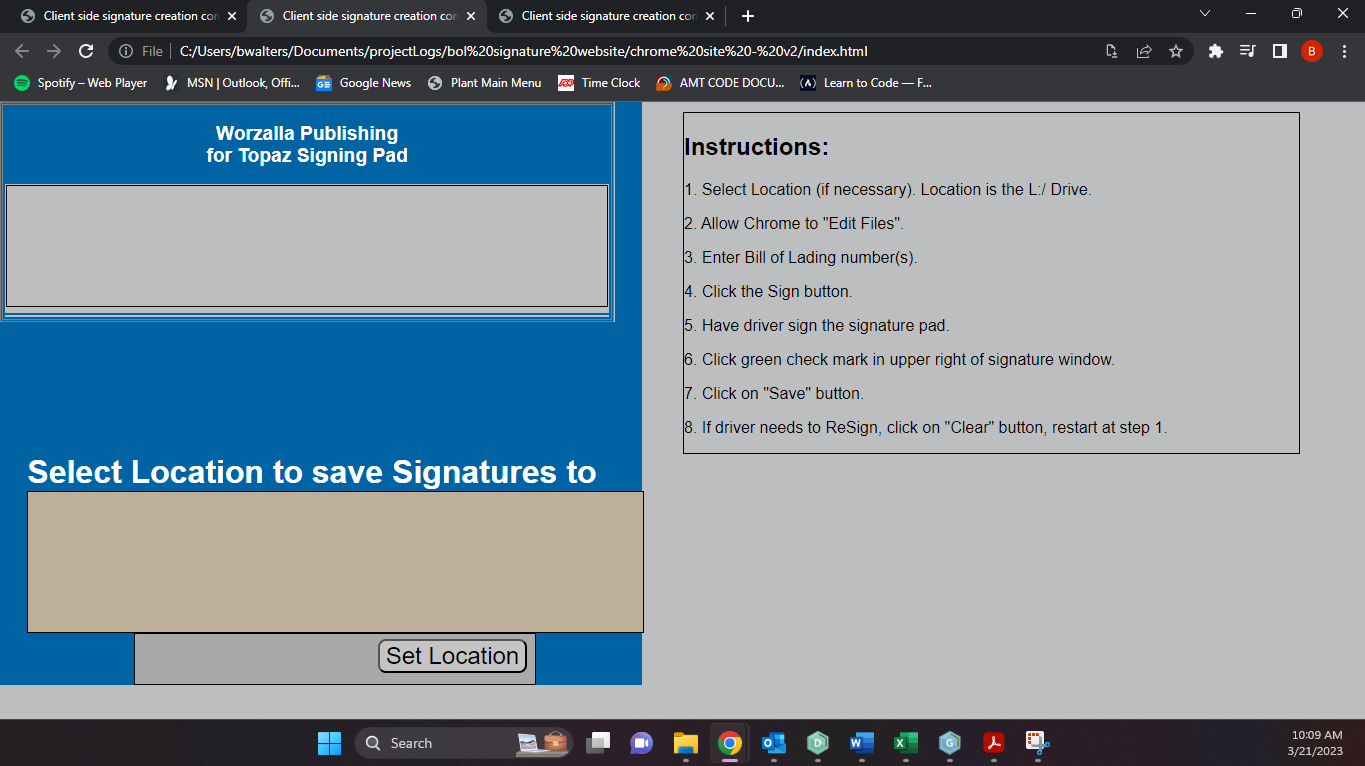 Client side signature creation con
Client side signature creation con
Client side signature creation con
File
C:/Users/bwalters/Documents/projectLogs/bol%20signature%20website/chrome%20site%20-%20v2/index.html
B
Spotify – Web Player
MSN | Outlook, Offi...
GE
Google News
Plant Main Menu
ADP
Time Clock
AMT CODE DOCU...
(A)
Learn to Code — F...
Worzalla Publishing
for Topaz Signing Pad
Instructions:
1. Select Location (if necessary). Location is the L:/ Drive.
2. Allow Chrome to "Edit Files".
3. Enter Bill of Lading number(s).
4. Click the Sign button.
5. Have driver sign the signature pad.
6. Click green check mark in upper right of signature window.
7. Click on "Save" button.
8. If driver needs to ReSign, click on "Clear" button, restart at step 1.
Select Location to save Signatures to
Set Location
Search
D
W
X
G
10:09 AM
3/21/2023